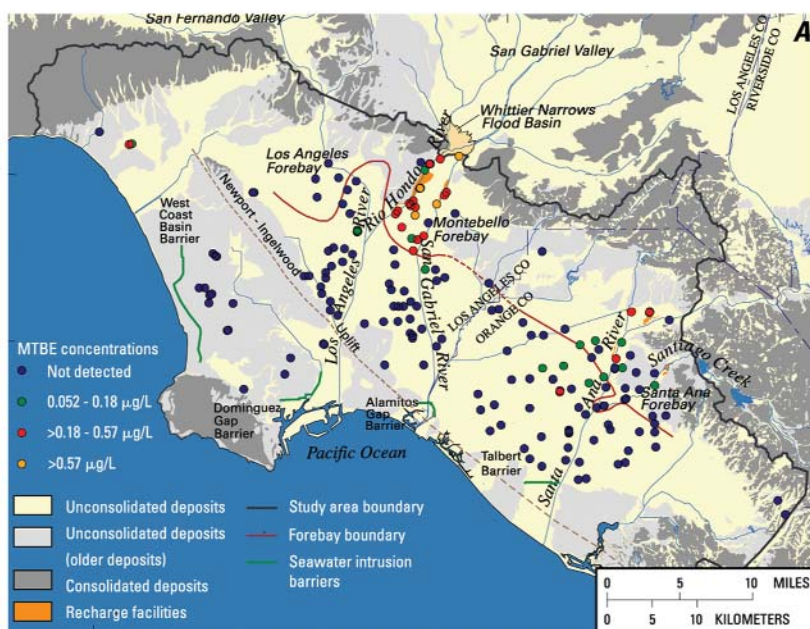 San Fernando Valley
A
San Gabriel Valley
LOS ANGELES CO
RIVERSIDE CO
Whittier Narrows
Flood Basin
River
Los Angeles
Forebay
Rio Hondo
Newport - Ingelwood
Uplift
West
Coast
Basin
Barrier
River
Montebello
Forebay
Los Angeles
San Gabriel River
LOS ANGELES CO
ORANGE CO
River
Santiago Creek
Santa Ana
Forebay
Ana
Santa
MTBE concentrations
Not detected
0.052 - 0.18 µg/L
>0.18 - 0.57 µg/L
>0.57 µg/L
Dominguez
Gap
Barrier
Alamitos
Gap
Barrier
Pacific Ocean
Talbert
Barrier
Unconsolidated deposits
Unconsolidated deposits
(older deposits)
Consolidated deposits
Recharge facilities
Study area boundary
Forebay boundary
Seawater intrusion
barriers
0 5 10 MILES
0 5 10 KILOMETERS